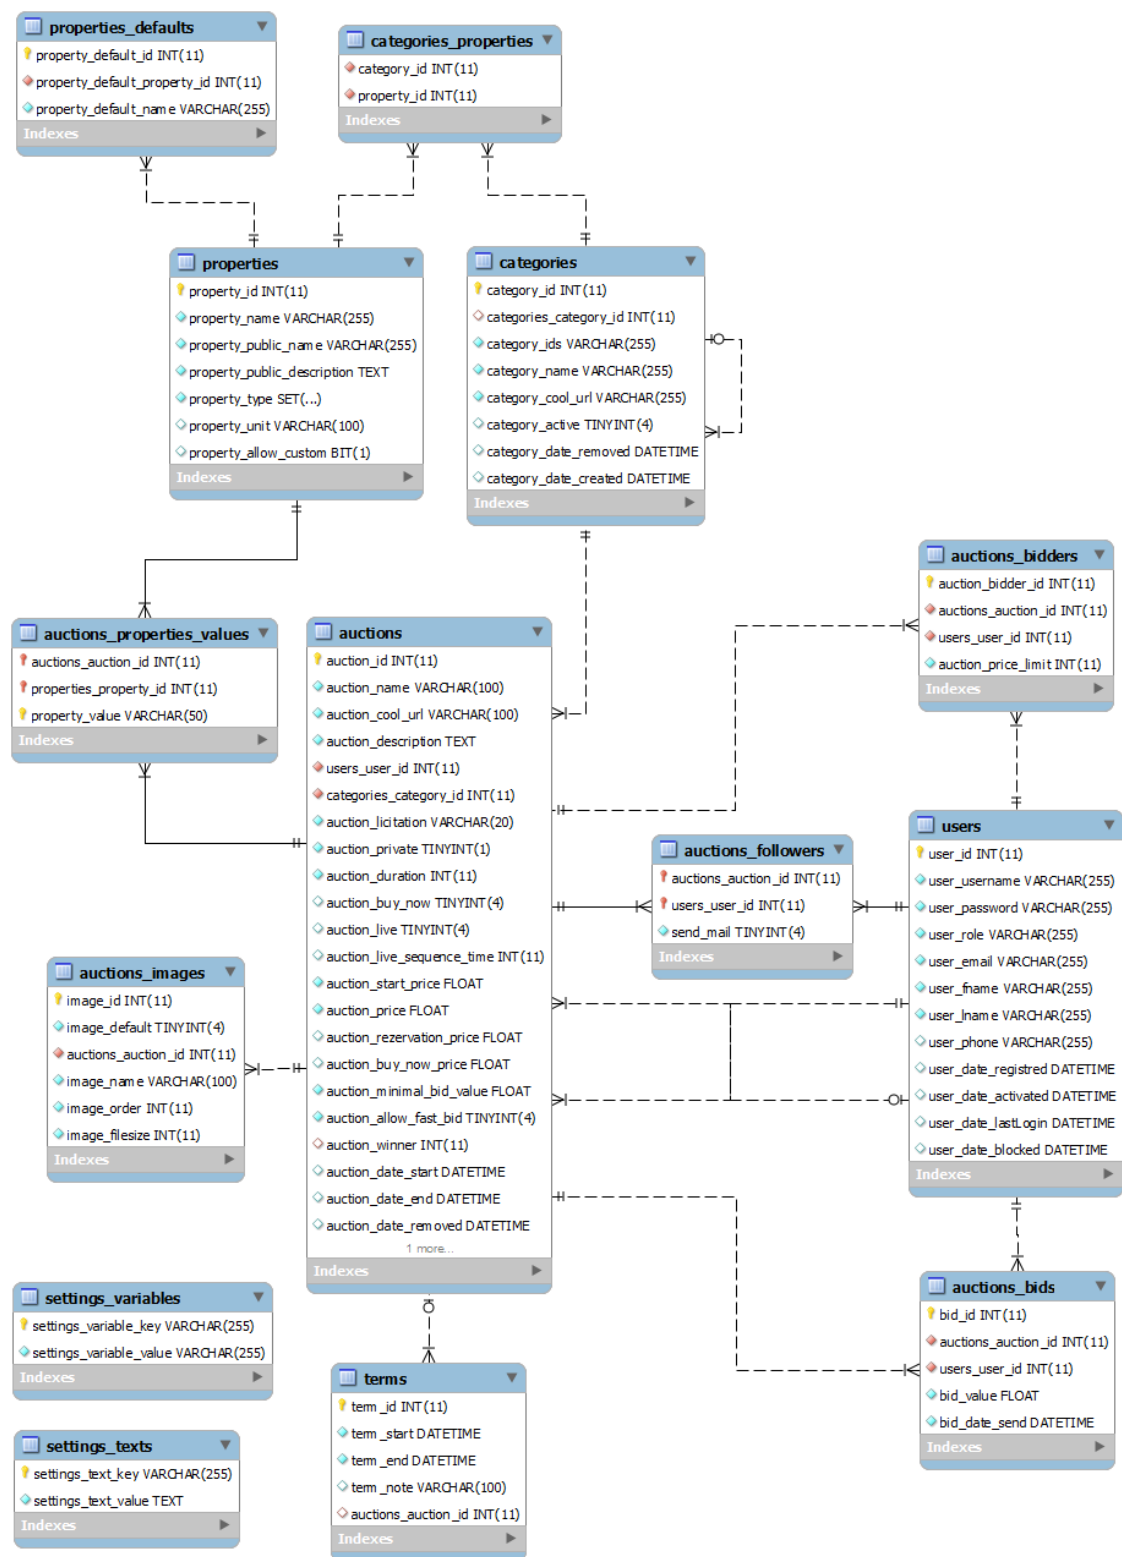 properties_defaults
property_default_id INT(11)
property_default_property_id INT(11)
property_default_name VARCHAR(255)
Indexes
categories_properties
category_id INT(11)
property_id INT(11)
Indexes
properties
property_id INT(11)
property_name VARCHAR(255)
property_public_name VARCHAR(255)
property_public_description TEXT
property_type SET(...)
property_unit VARCHAR(100)
property_allow_custom BIT(1)
Indexes
categories
category_id INT(11)
categories_category_id INT(11)
category_ids VARCHAR(255)
category_name VARCHAR(255)
category_cool_url VARCHAR(255)
category_active TINYINT(4)
category_date_removed DATETIME
category_date_created DATETIME
Indexes
auctions_bidders
auction_bidder_id INT(11)
auctions_auction_id INT(11)
users_user_id INT(11)
auction_price_limit INT(11)
Indexes
auctions_properties_values
auctions_auction_id INT(11)
properties_property_id INT(11)
property_value VARCHAR(50)
Indexes
auctions
auction_id INT(11)
auction_name VARCHAR(100)
auction_cool_url VARCHAR(100)
auction_description TEXT
users_user_id INT(11)
categories_category_id INT(11)
auction_licitation VARCHAR(20)
auction_private TINYINT(1)
auction_duration INT(11)
auction_buy_now TINYINT(4)
auction_live TINYINT(4)
auction_live_sequence_time INT(11)
auction_start_price FLOAT
auction_price FLOAT
auction_rezervation_price FLOAT
auction_buy_now_price FLOAT
auction_minimal_bid_value FLOAT
auction_allow_fast_bid TINYINT(4)
auction_winner INT(11)
auction_date_start DATETIME
auction_date_end DATETIME
auction_date_removed DATETIME
1 more...
Indexes
auctions_followers
auctions_auction_id INT(11)
users_user_id INT(11)
send_mail TINYINT(4)
Indexes
users
user_id INT(11)
user_username VARCHAR(255)
user_password VARCHAR(255)
user_role VARCHAR(255)
user_email VARCHAR(255)
user_fname VARCHAR(255)
user_lname VARCHAR(255)
user_phone VARCHAR(255)
user_date_registred DATETIME
user_date_activated DATETIME
user_date_lastLogin DATETIME
user_date_blocked DATETIME
Indexes
auctions_images
image_id INT(11)
image_default TINYINT(4)
auctions_auction_id INT(11)
image_name VARCHAR(100)
image_order INT(11)
image_filesize INT(11)
Indexes
settings_variables
settings_variable_key VARCHAR(255)
settings_variable_value VARCHAR(255)
Indexes
auctions_bids
bid_id INT(11)
auctions_auction_id INT(11)
users_user_id INT(11)
bid_value FLOAT
bid_date_send DATETIME
Indexes
terms
term_id INT(11)
term_start DATETIME
term_end DATETIME
term_note VARCHAR(100)
auctions_auction_id INT(11)
Indexes
settings_texts
settings_text_key VARCHAR(255)
settings_text_value TEXT
Indexes